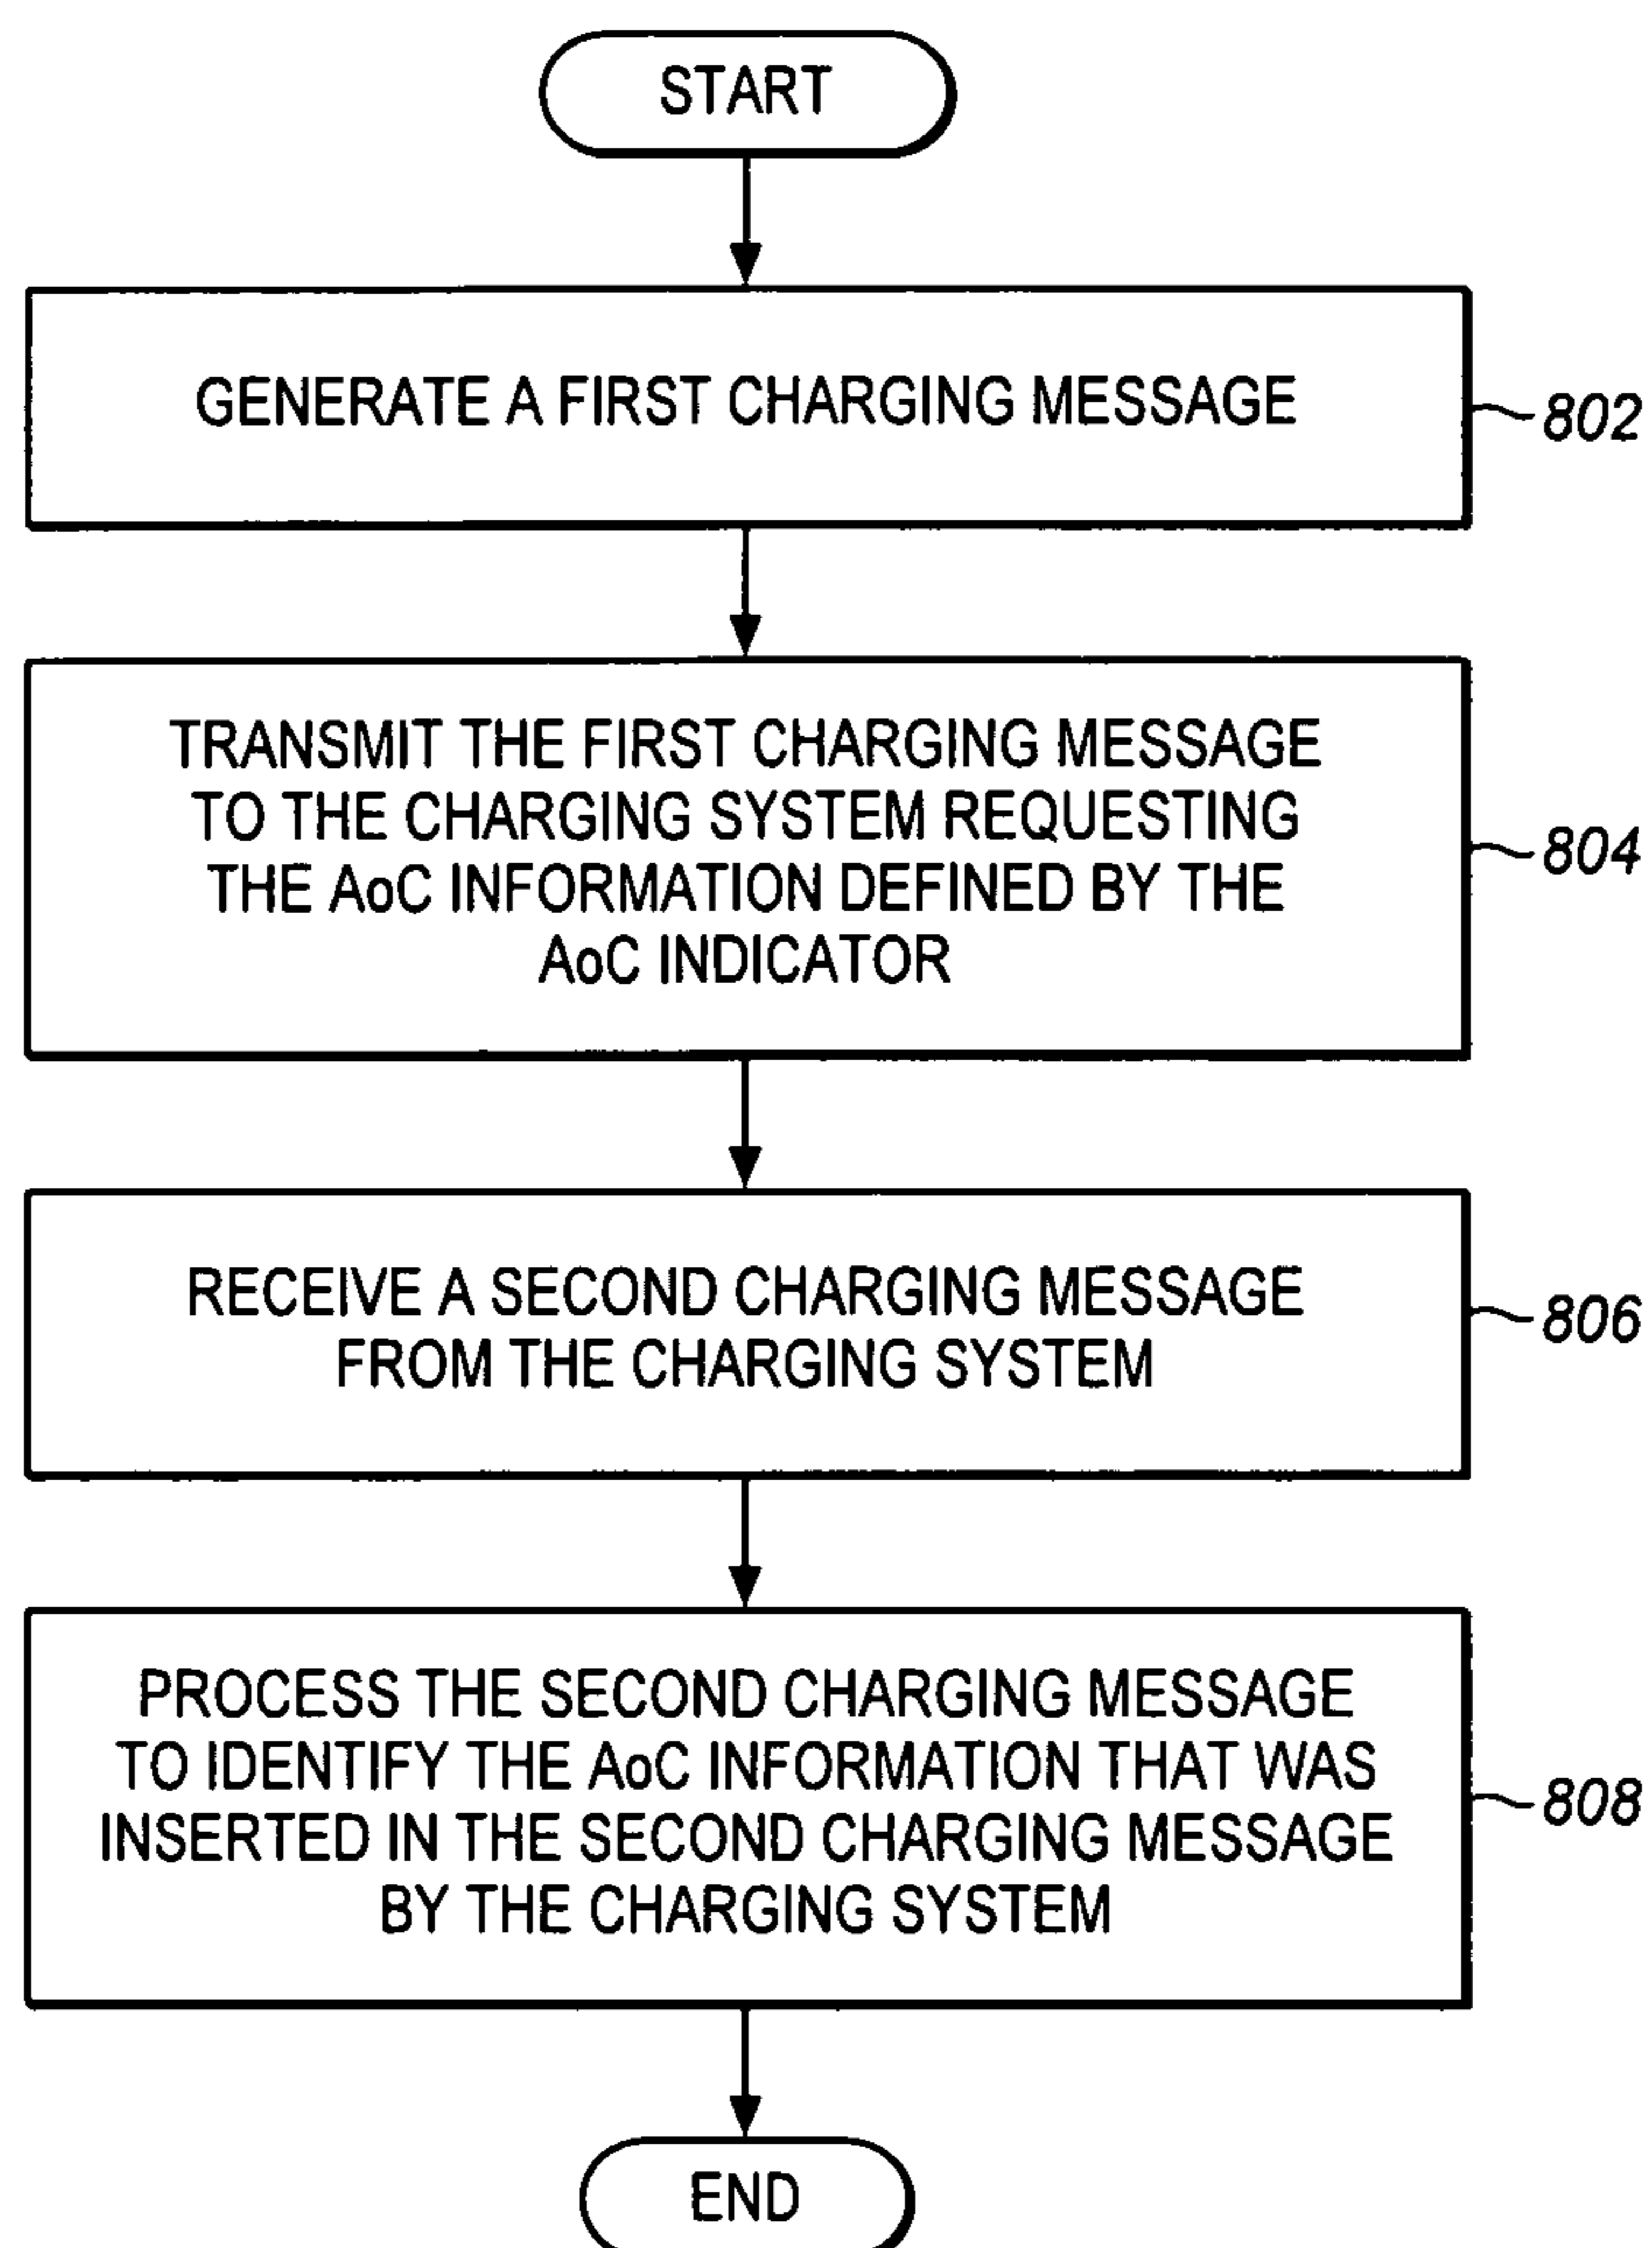 START
GENERATE A FIRST CHARGING MESSAGE
802
TRANSMIT THE FIRST CHARGING MESSAGE
TO THE CHARGING SYSTEM REQUESTING
THE AoC INFORMATION DEFINED BY THE
AoC INDICATOR
804
RECEIVE A SECOND CHARGING MESSAGE
FROM THE CHARGING SYSTEM
806
PROCESS THE SECOND CHARGING MESSAGE
TO IDENTIFY THE AoC INFORMATION THAT WAS
INSERTED IN THE SECOND CHARGING MESSAGE
BY THE CHARGING SYSTEM
808
END